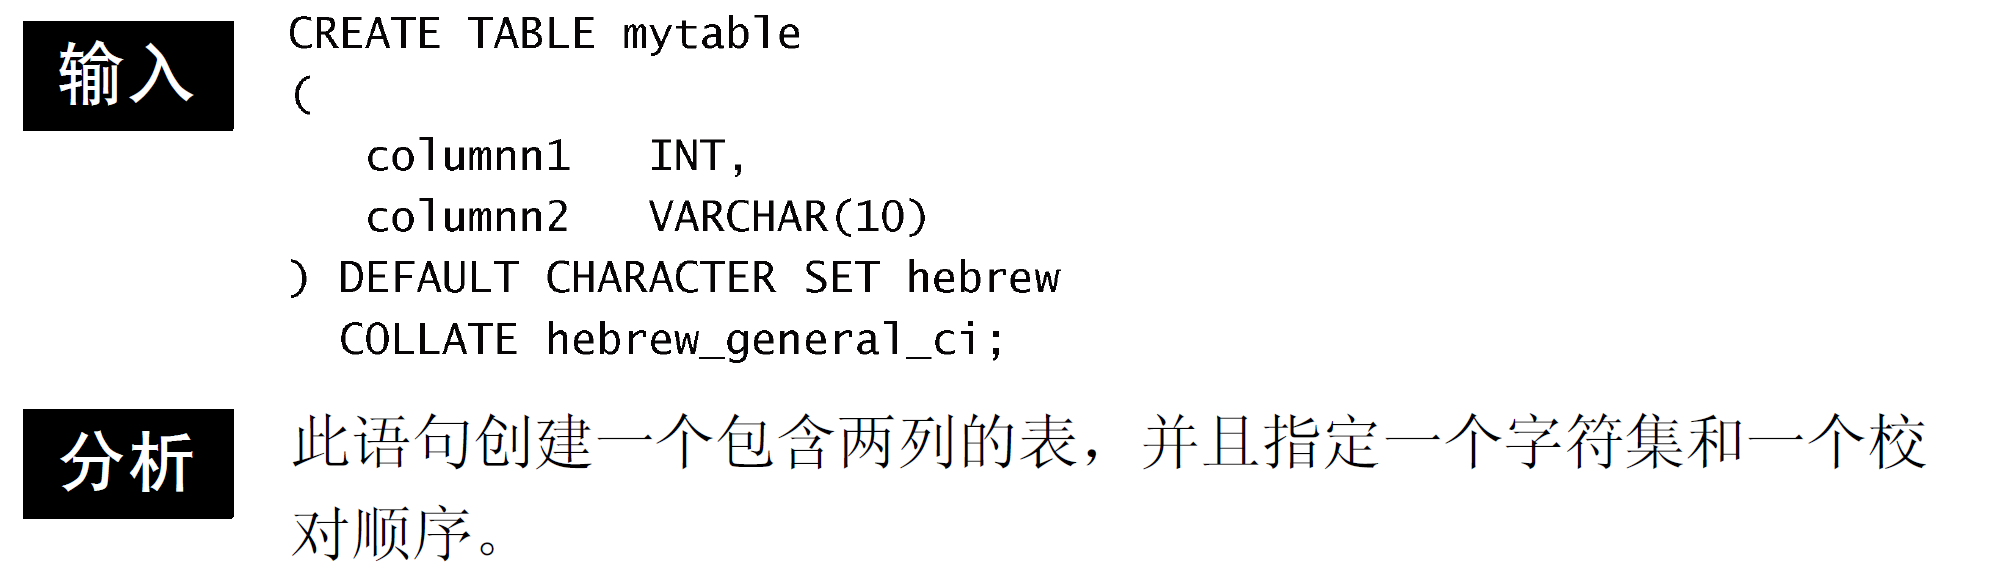 输入
CREATE TABLE mytable
(
   columnn1   INT,
   columnn2   VARCHAR(10)
) DEFAULT CHARACTER SET hebrew
  COLLATE hebrew_general_ci;
分析
此语句创建一个包含两列的表，并且指定一个字符集和一个校
对顺序。